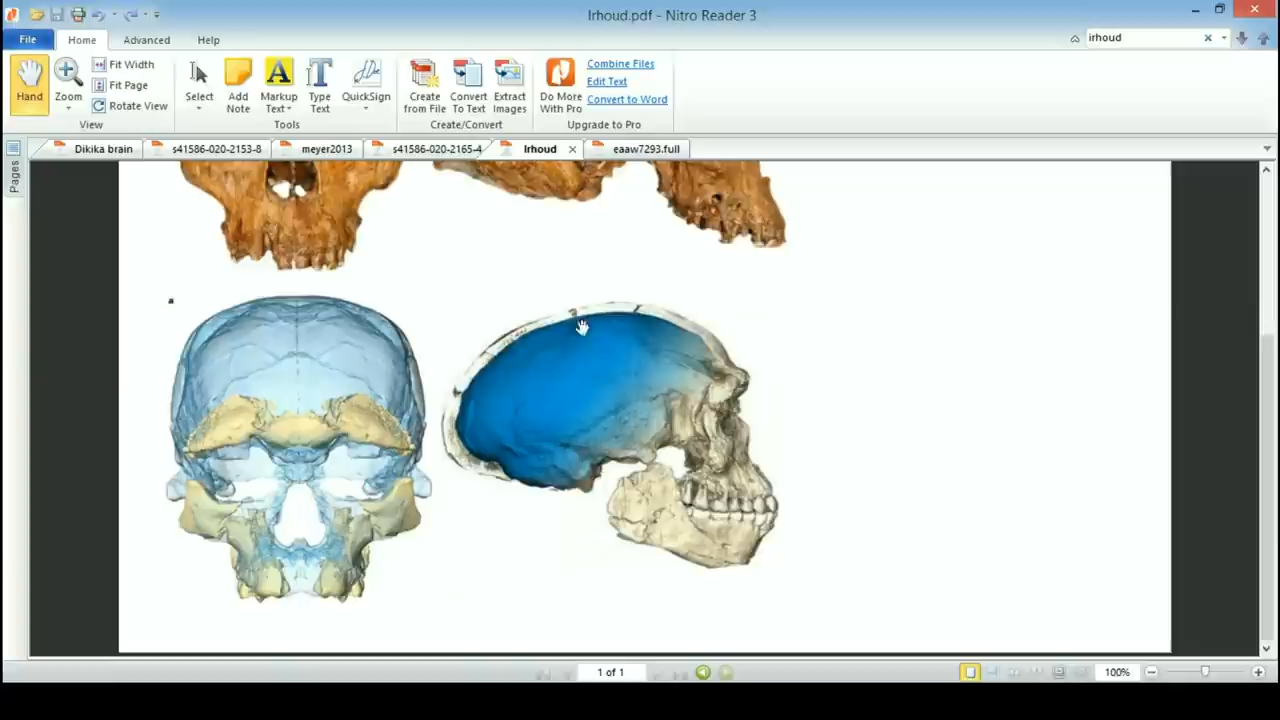 Irhoud.pdf - Nitro Reader 3
File Home Advanced Help irhoud
Hand
Zoom
Fit Width
Fit Page
Rotate View
View
Select
Add Note
Markup Text
Type Text
QuickSign
Tools
Create from File
Convert To Text
Extract Images
Create/Convert
Do More With Pro
Combine Files
Edit Text
Convert to Word
Upgrade to Pro
Dikika brain s41586-020-2153-8 meyer2013 s41586-020-2165-4 Irhoud eaaw7293.full
Pages
a
1 of 1 100%